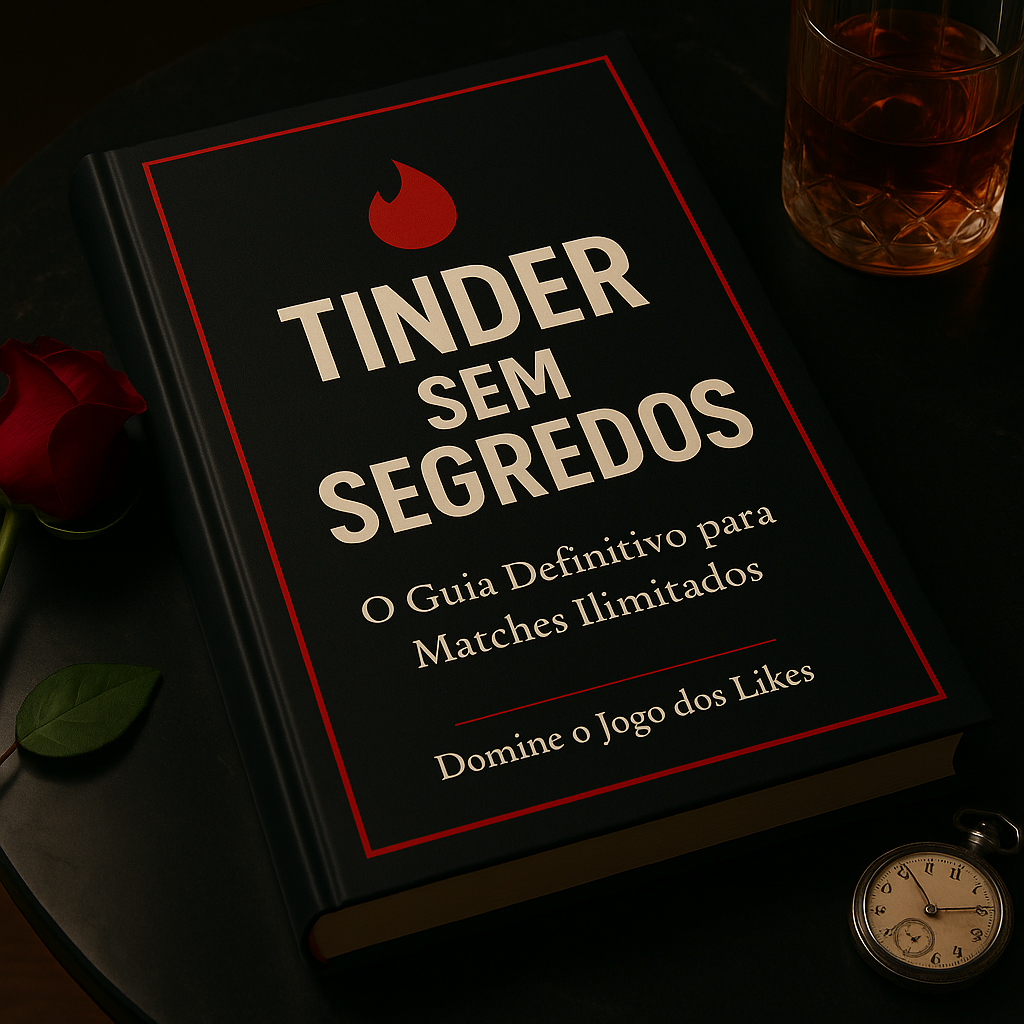 TINDER
SEM
SEGREDOS
O Guia Definitivo para
Matches Ilimitados
Domine o Jogo dos Likes